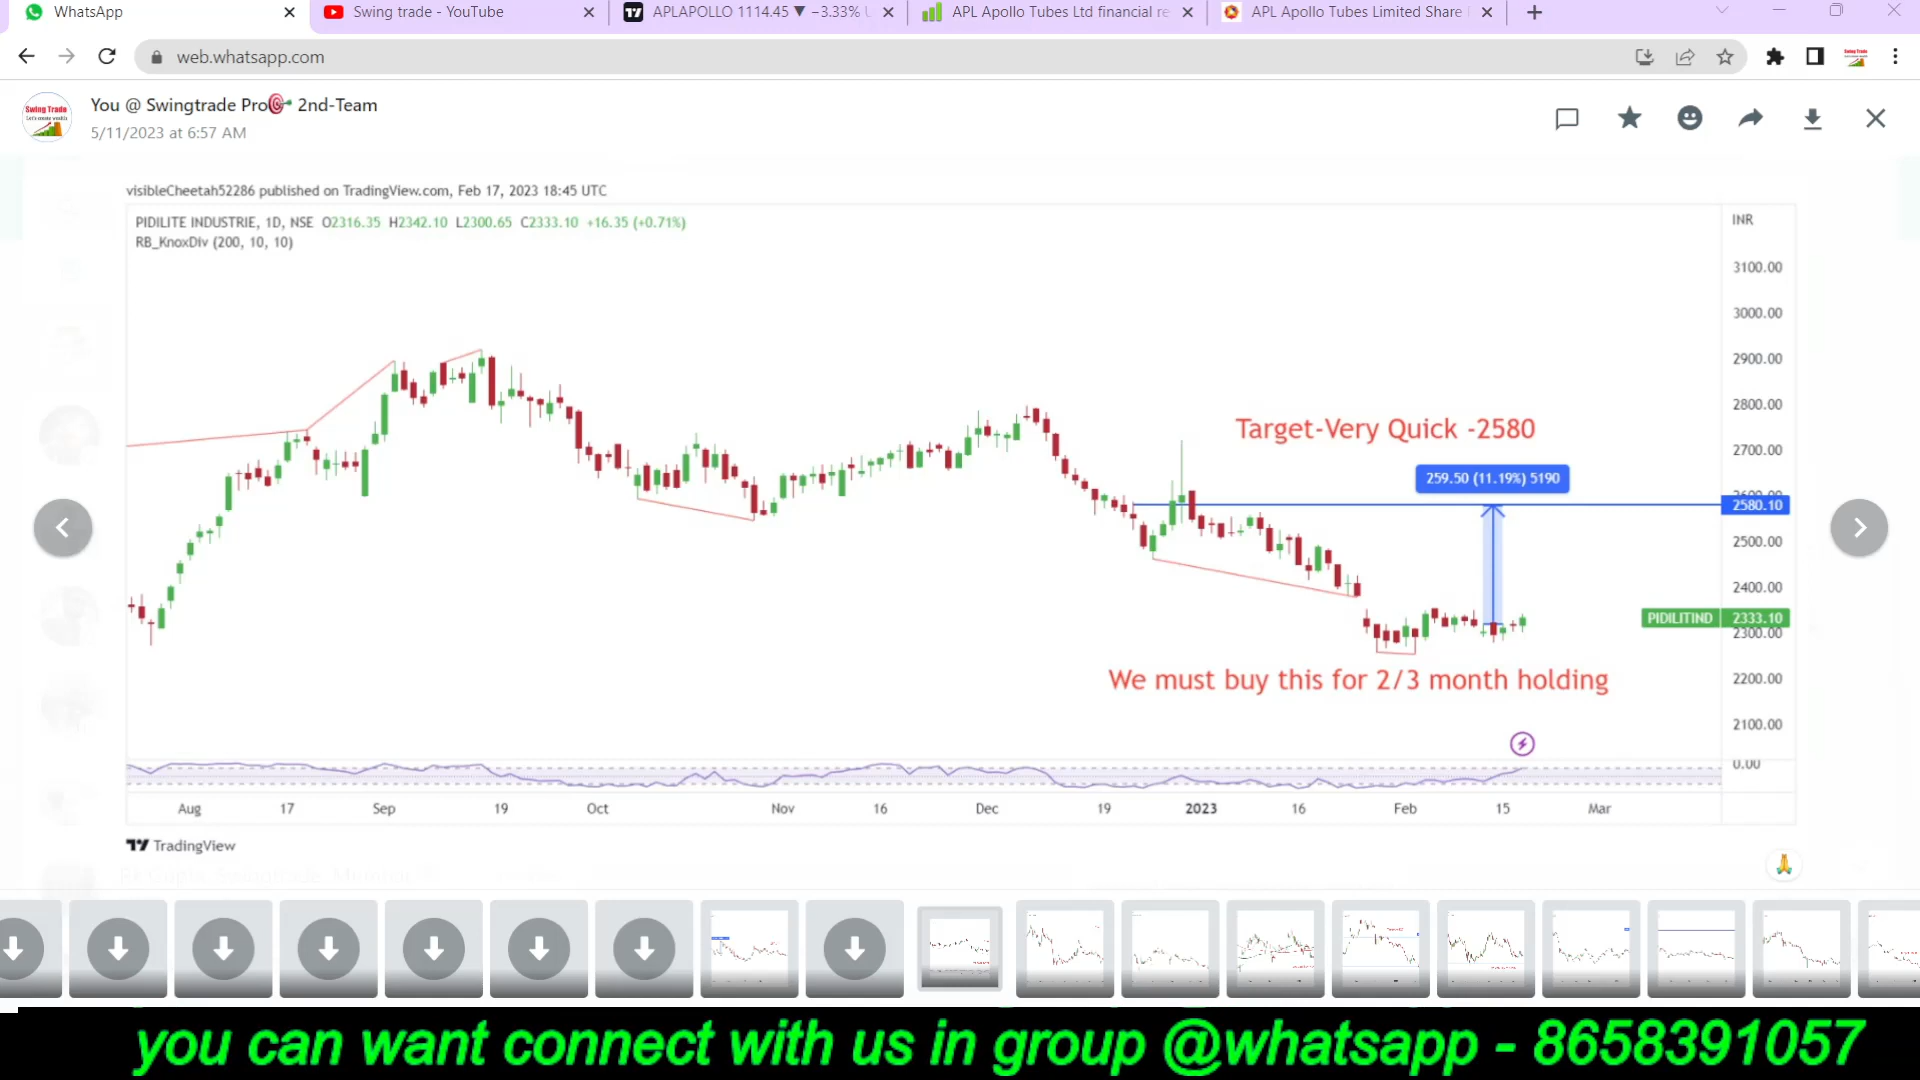 WhatsApp
Swing trade - YouTube
APLAPOLLO 1114.45 ▼ −3.33% U
APL Apollo Tubes Ltd financial re
APL Apollo Tubes Limited Share
web.whatsapp.com
Swing Trade
You @ Swingtrade Pro🎯 2nd-Team
5/11/2023 at 6:57 AM
visibleCheetah52286 published on TradingView.com, Feb 17, 2023 18:45 UTC
PIDILITE INDUSTRIE, 1D, NSE O2316.35 H2342.10 L2300.65 C2333.10 +16.35 (+0.71%)
INR
RB_KnoxDiv (200, 10, 10)
3100.00
3000.00
2900.00
2800.00
Target-Very Quick -2580
2700.00
259.50 (11.19%) 5190
2600.00
2580.10
2500.00
2400.00
PIDILITIND 2333.10
2300.00
We must buy this for 2/3 month holding
2200.00
2100.00
0.00
Aug 17 Sep 19 Oct Nov 16 Dec 19 2023 16 Feb 15 Mar
TradingView
you can want connect with us in group @whatsapp - 8658391057